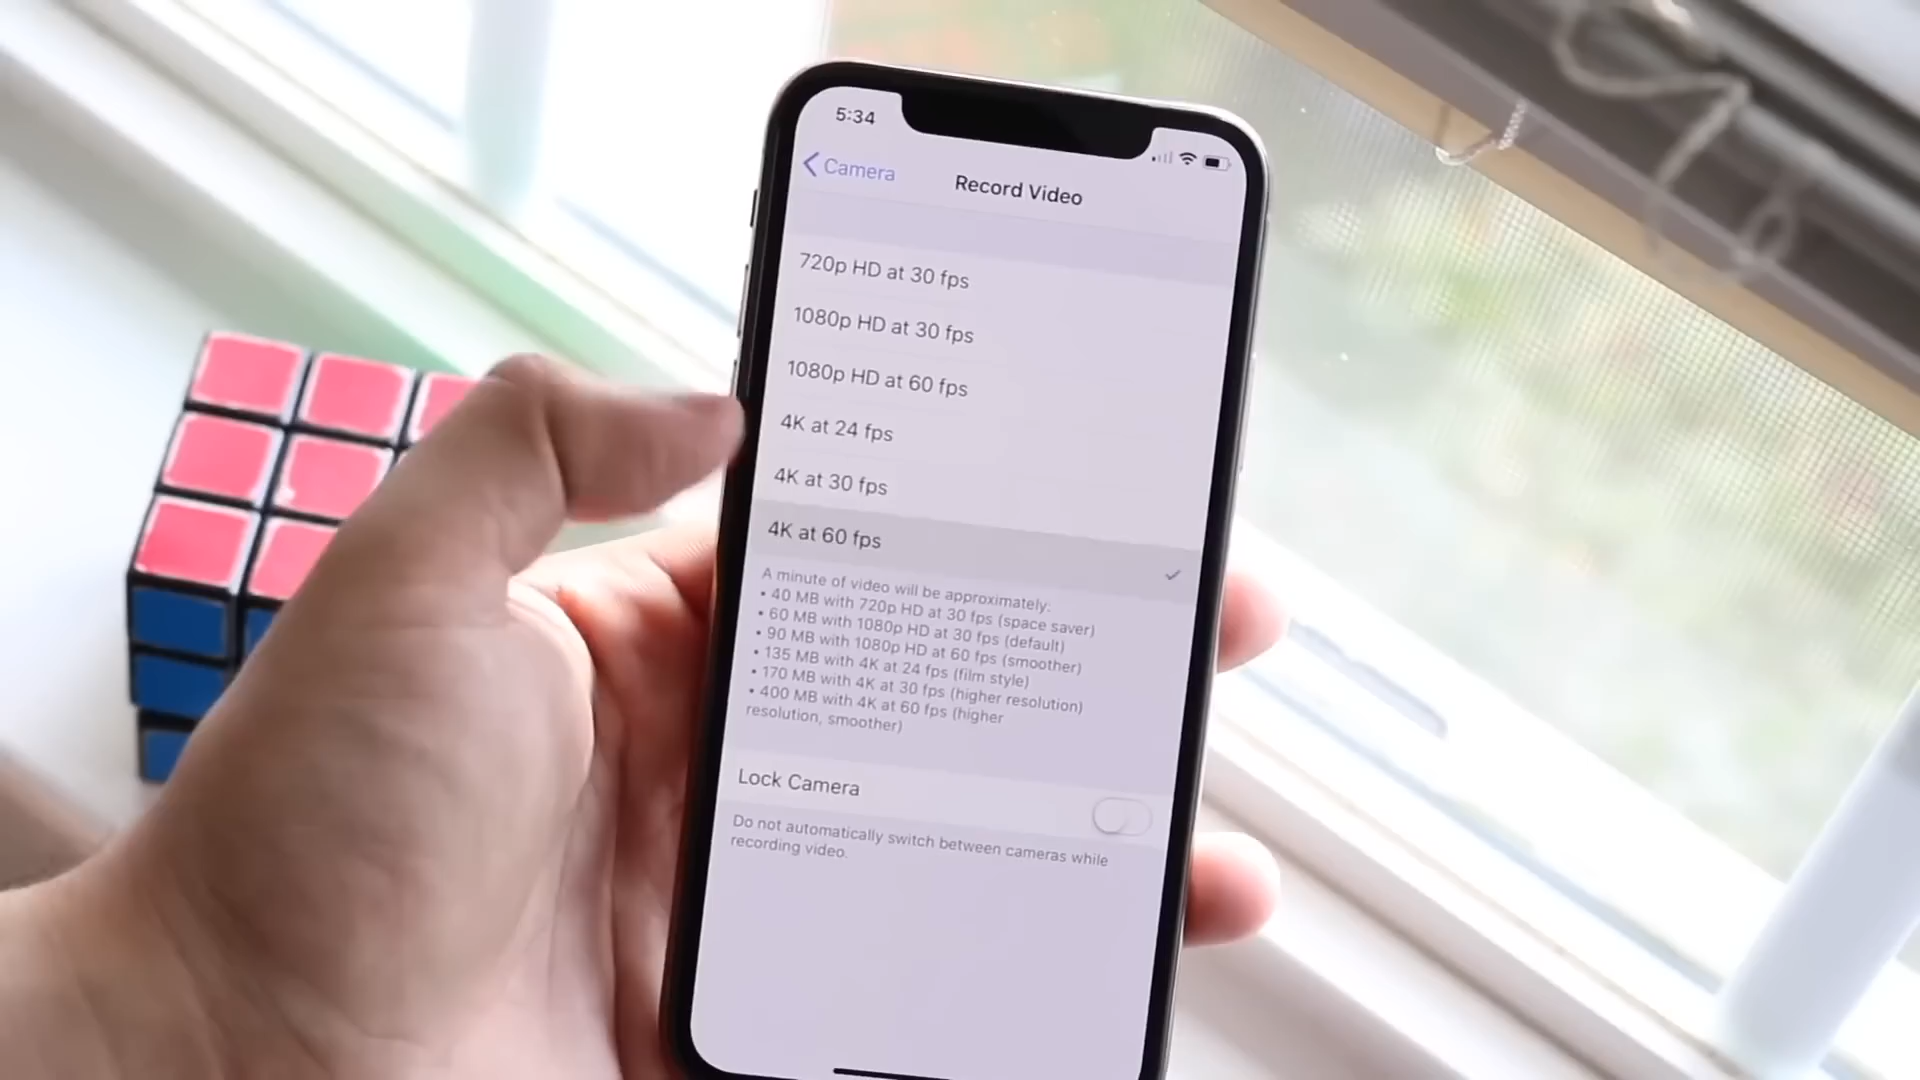 5:34
Camera
Record Video
720p HD at 30 fps
1080p HD at 30 fps
1080p HD at 60 fps
4K at 24 fps
4K at 30 fps
4K at 60 fps
A minute of video will be approximately:
• 40 MB with 720p HD at 30 fps (space saver)
• 60 MB with 1080p HD at 30 fps (default)
• 90 MB with 1080p HD at 60 fps (smoother)
• 135 MB with 4K at 24 fps (film style)
• 170 MB with 4K at 30 fps (higher resolution)
• 400 MB with 4K at 60 fps (higher
resolution, smoother)
Lock Camera
Do not automatically switch between cameras while
recording video.